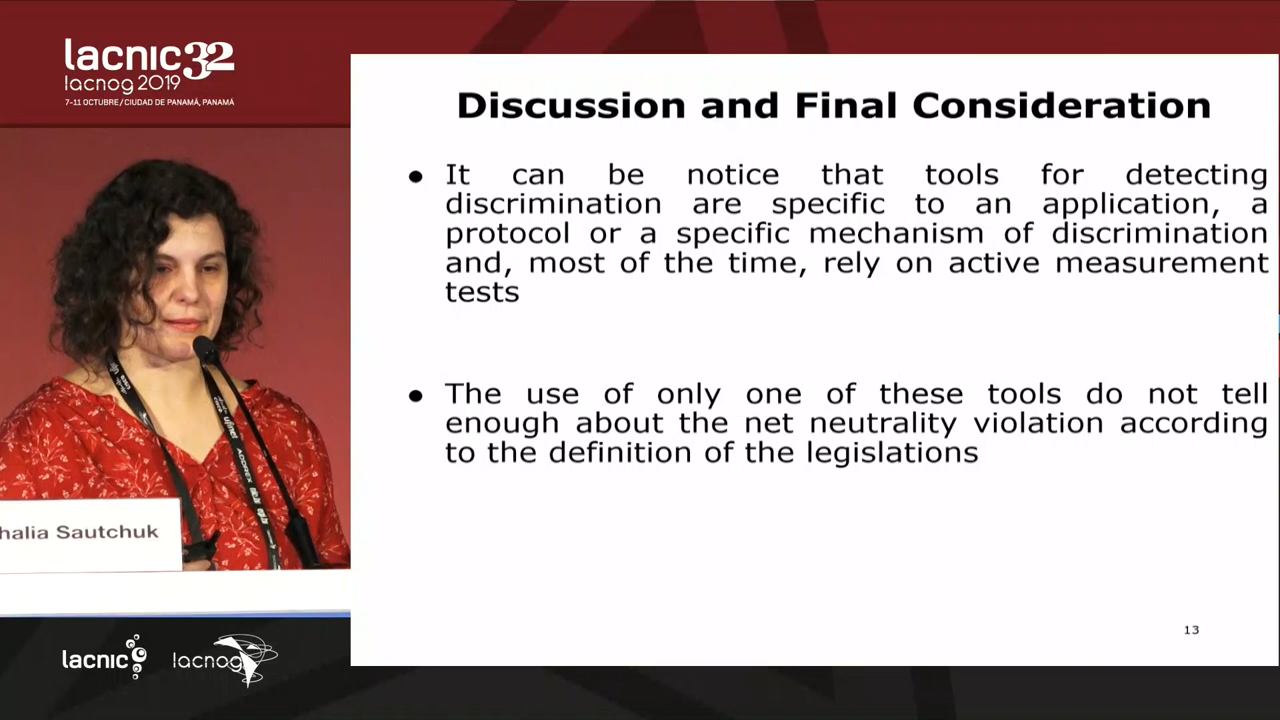 lacnic32
lacnog 2019
7-11 OCTUBRE / CIUDAD DE PANAMÁ, PANAMÁ
Discussion and Final Consideration
● It can be notice that tools for detecting
discrimination are specific to an application, a
protocol or a specific mechanism of discrimination
and, most of the time, rely on active measurement
tests
● The use of only one of these tools do not tell
enough about the net neutrality violation according
to the definition of the legislations
13
halia Sautchuk
lacnic
lacnog